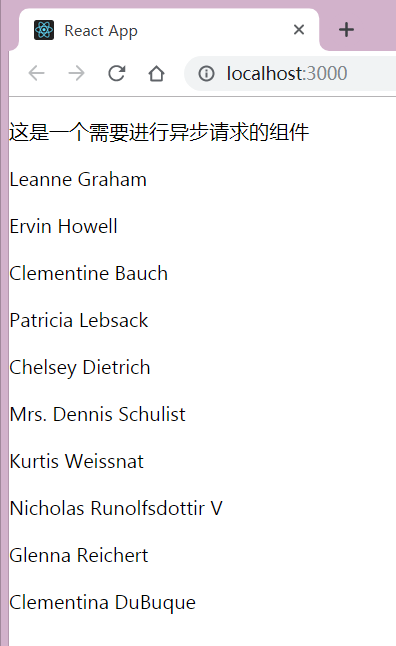 React App
localhost:3000
这是一个需要进行异步请求的组件
Leanne Graham
Ervin Howell
Clementine Bauch
Patricia Lebsack
Chelsey Dietrich
Mrs. Dennis Schulist
Kurtis Weissnat
Nicholas Runolfsdottir V
Glenna Reichert
Clementina DuBuque